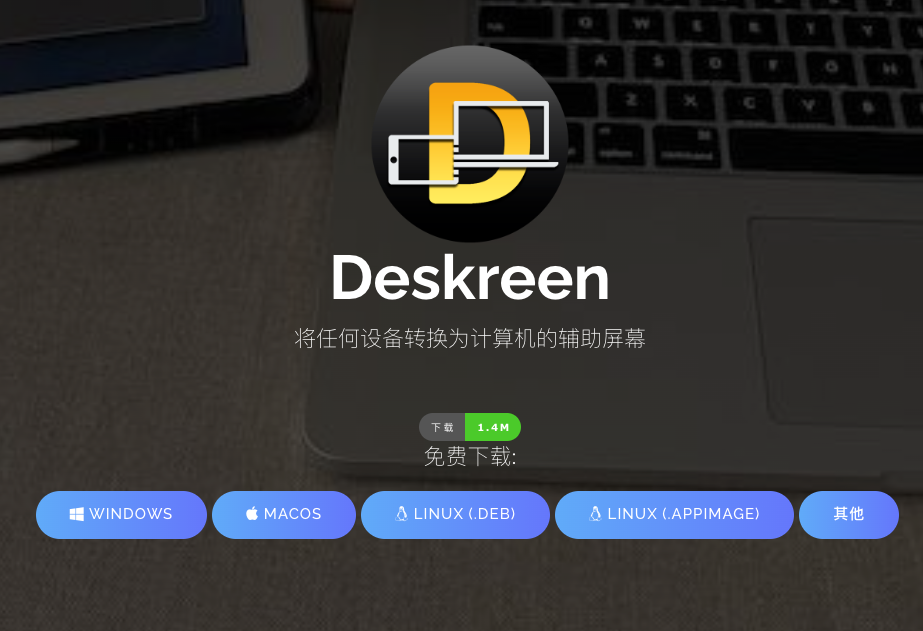 D
Deskreen
将任何设备转换为计算机的辅助屏幕
下载 1.4M
免费下载:
WINDOWS MACOS LINUX (.DEB) LINUX (.APPIMAGE) 其他